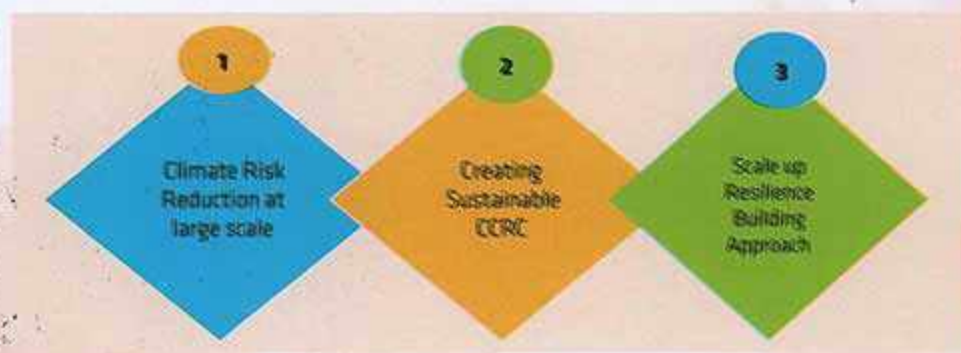 1
Climate Risk
Reduction at
large scale
2
Creating
Sustainable
CCRC
3
Scale up
Resilience
Building
Approach